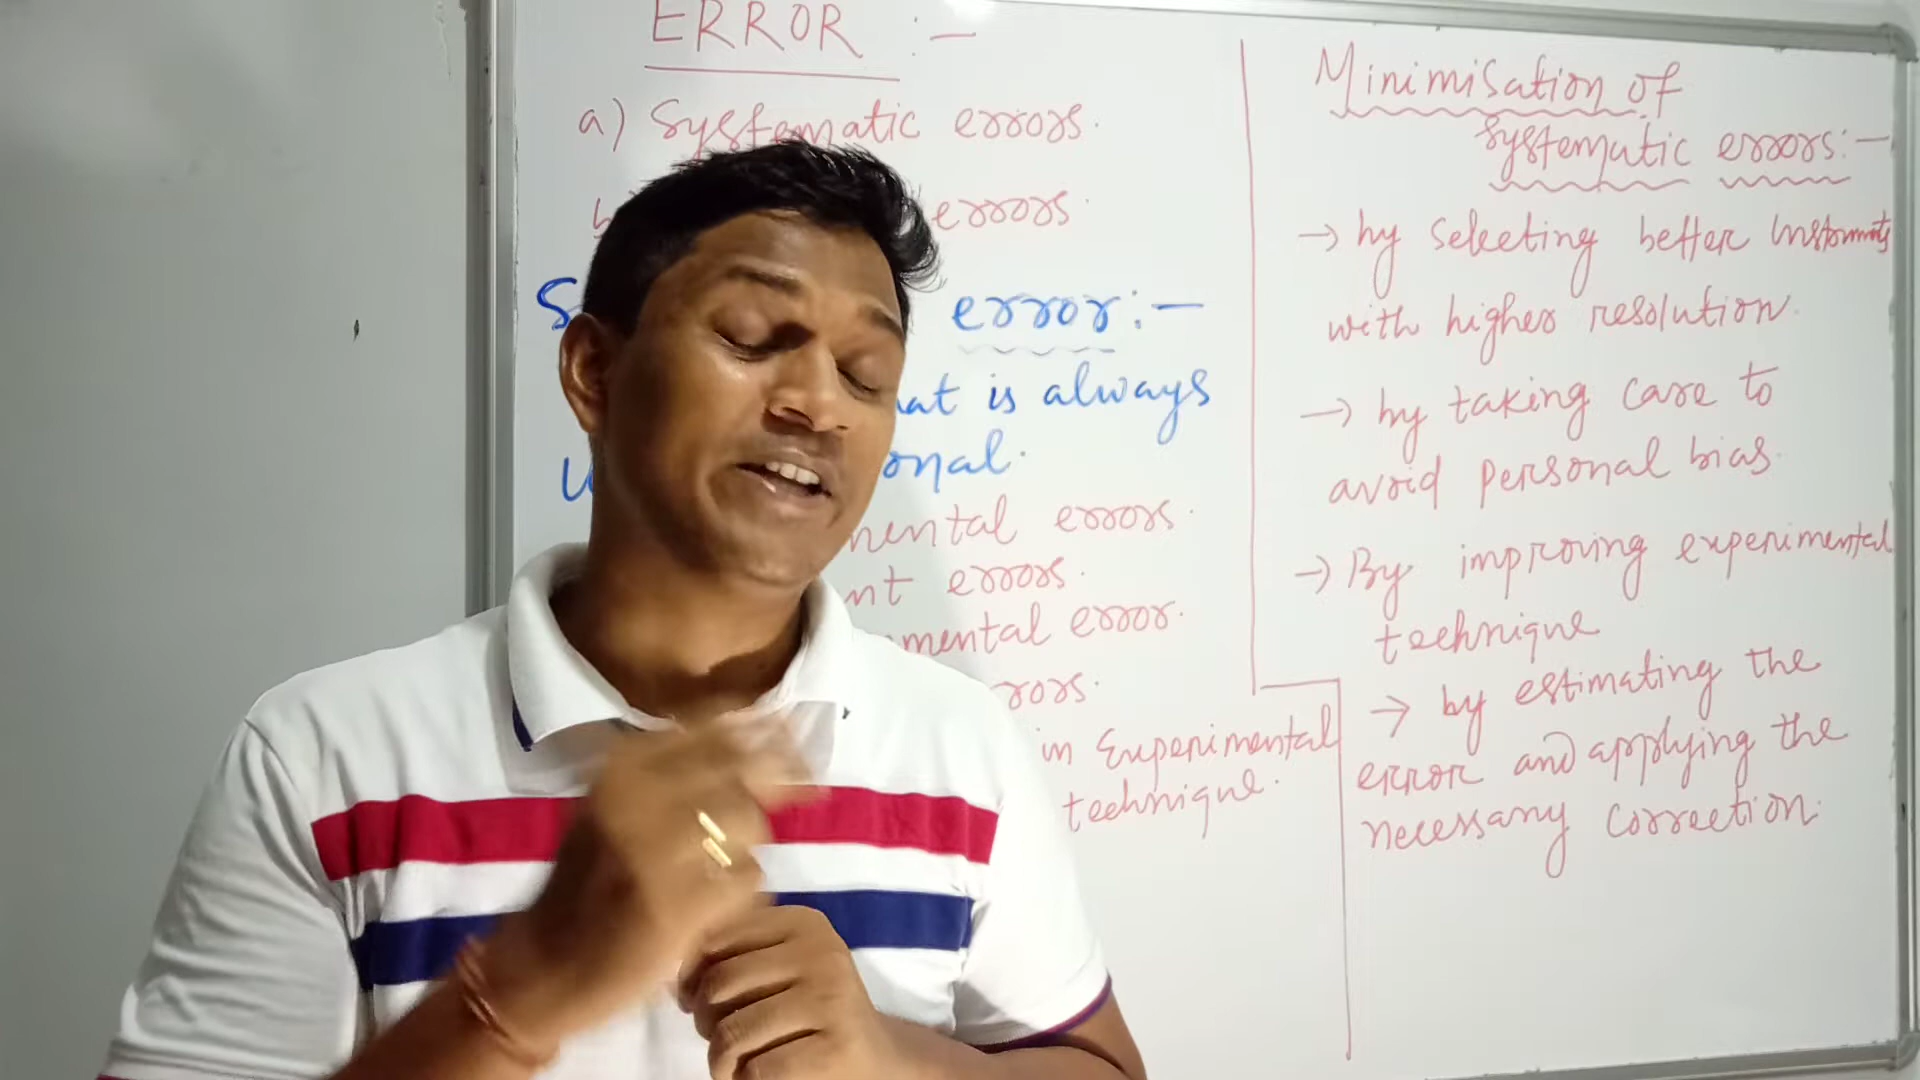 ERROR :-
a) Systematic errors.
errors.
error:-
is always
errors.
errors.
error.
in Experimental
technique.
Minimisation of
systematic errors:-
→ by selecting better Instruments
with higher resolution.
→ by taking care to
avoid personal bias.
→ By improving experimental
technique
→ by estimating the
error and applying the
necessary correction.